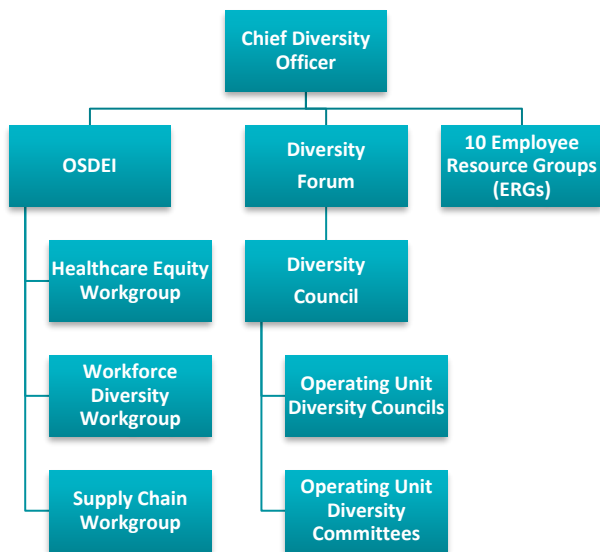 Chief Diversity
Officer
OSDEI
Diversity
Forum
10 Employee
Resource Groups
(ERGs)
Healthcare Equity
Workgroup
Diversity
Council
Workforce
Diversity
Workgroup
Operating Unit
Diversity Councils
Supply Chain
Workgroup
Operating Unit
Diversity
Committees